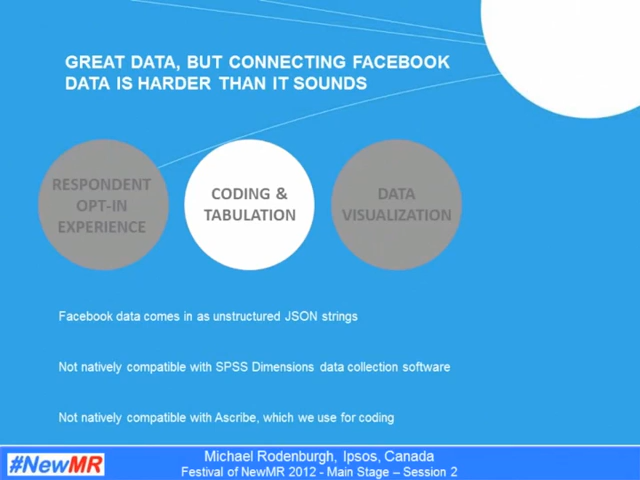 GREAT DATA, BUT CONNECTING FACEBOOK
DATA IS HARDER THAN IT SOUNDS
RESPONDENT
OPT-IN
EXPERIENCE
CODING &
TABULATION
DATA
VISUALIZATION
Facebook data comes in as unstructured JSON strings
Not natively compatible with SPSS Dimensions data collection software
Not natively compatible with Ascribe, which we use for coding
#NewMR
Michael Rodenburgh, Ipsos, Canada
Festival of NewMR 2012 - Main Stage – Session 2